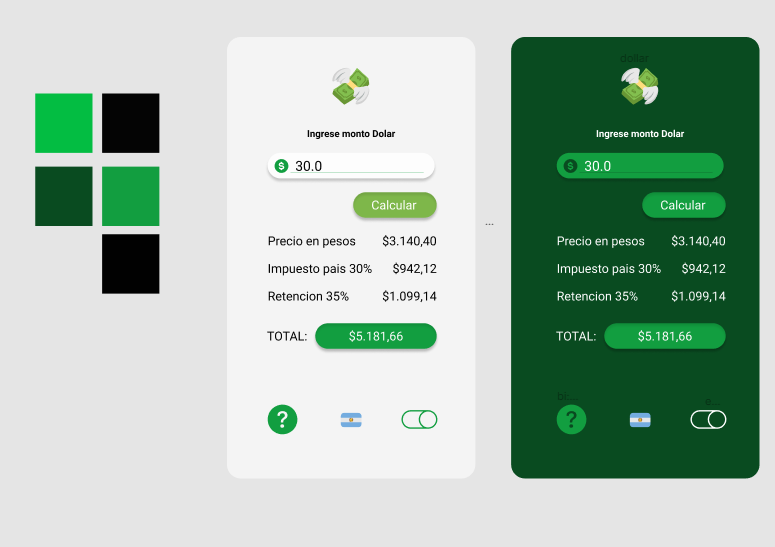 Ingrese monto Dolar
$ 30.0
Calcular
Precio en pesos $3.140,40
Impuesto pais 30% $942,12
Retencion 35% $1.099,14
TOTAL: $5.181,66
?
...
dollar
Ingrese monto Dolar
$ 30.0
Calcular
Precio en pesos $3.140,40
Impuesto pais 30% $942,12
Retencion 35% $1.099,14
TOTAL: $5.181,66
bi...
e...
?